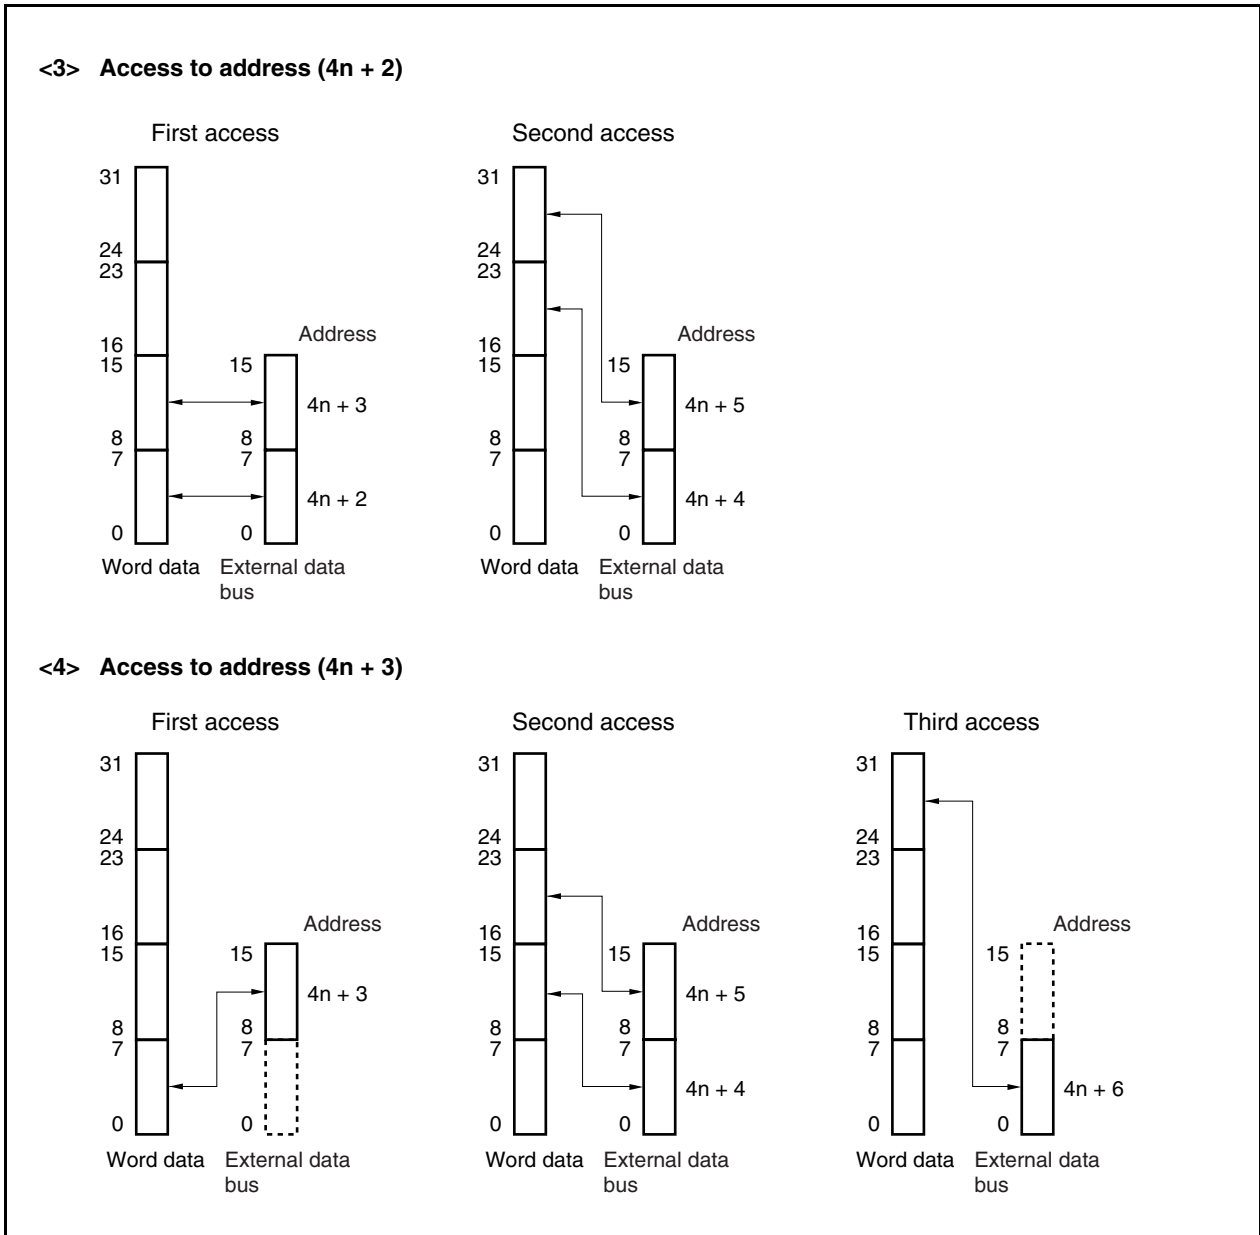 <3> Access to address (4n + 2)
First access
Second access
31
24
23
16
15
8
7
0
Address
15
8
7
0
4n + 3
4n + 2
Word data
External data
bus
31
24
23
16
15
8
7
0
Address
15
8
7
0
4n + 5
4n + 4
Word data
External data
bus
<4> Access to address (4n + 3)
First access
Second access
Third access
31
24
23
16
15
8
7
0
Address
15
8
7
0
4n + 3
Word data
External data
bus
31
24
23
16
15
8
7
0
Address
15
8
7
0
4n + 5
4n + 4
Word data
External data
bus
31
24
23
16
15
8
7
0
Address
15
8
7
0
4n + 6
Word data
External data
bus